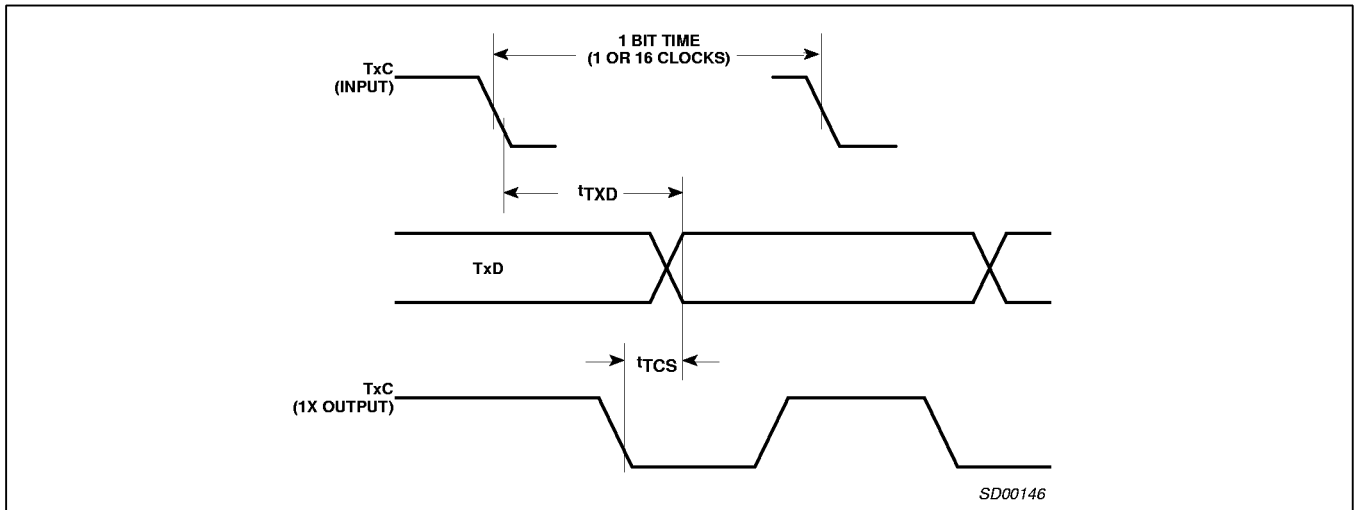 1 BIT TIME
(1 OR 16 CLOCKS)
TxC
(INPUT)
tTXD
TxD
tTCS
TxC
(1X OUTPUT)
SD00146